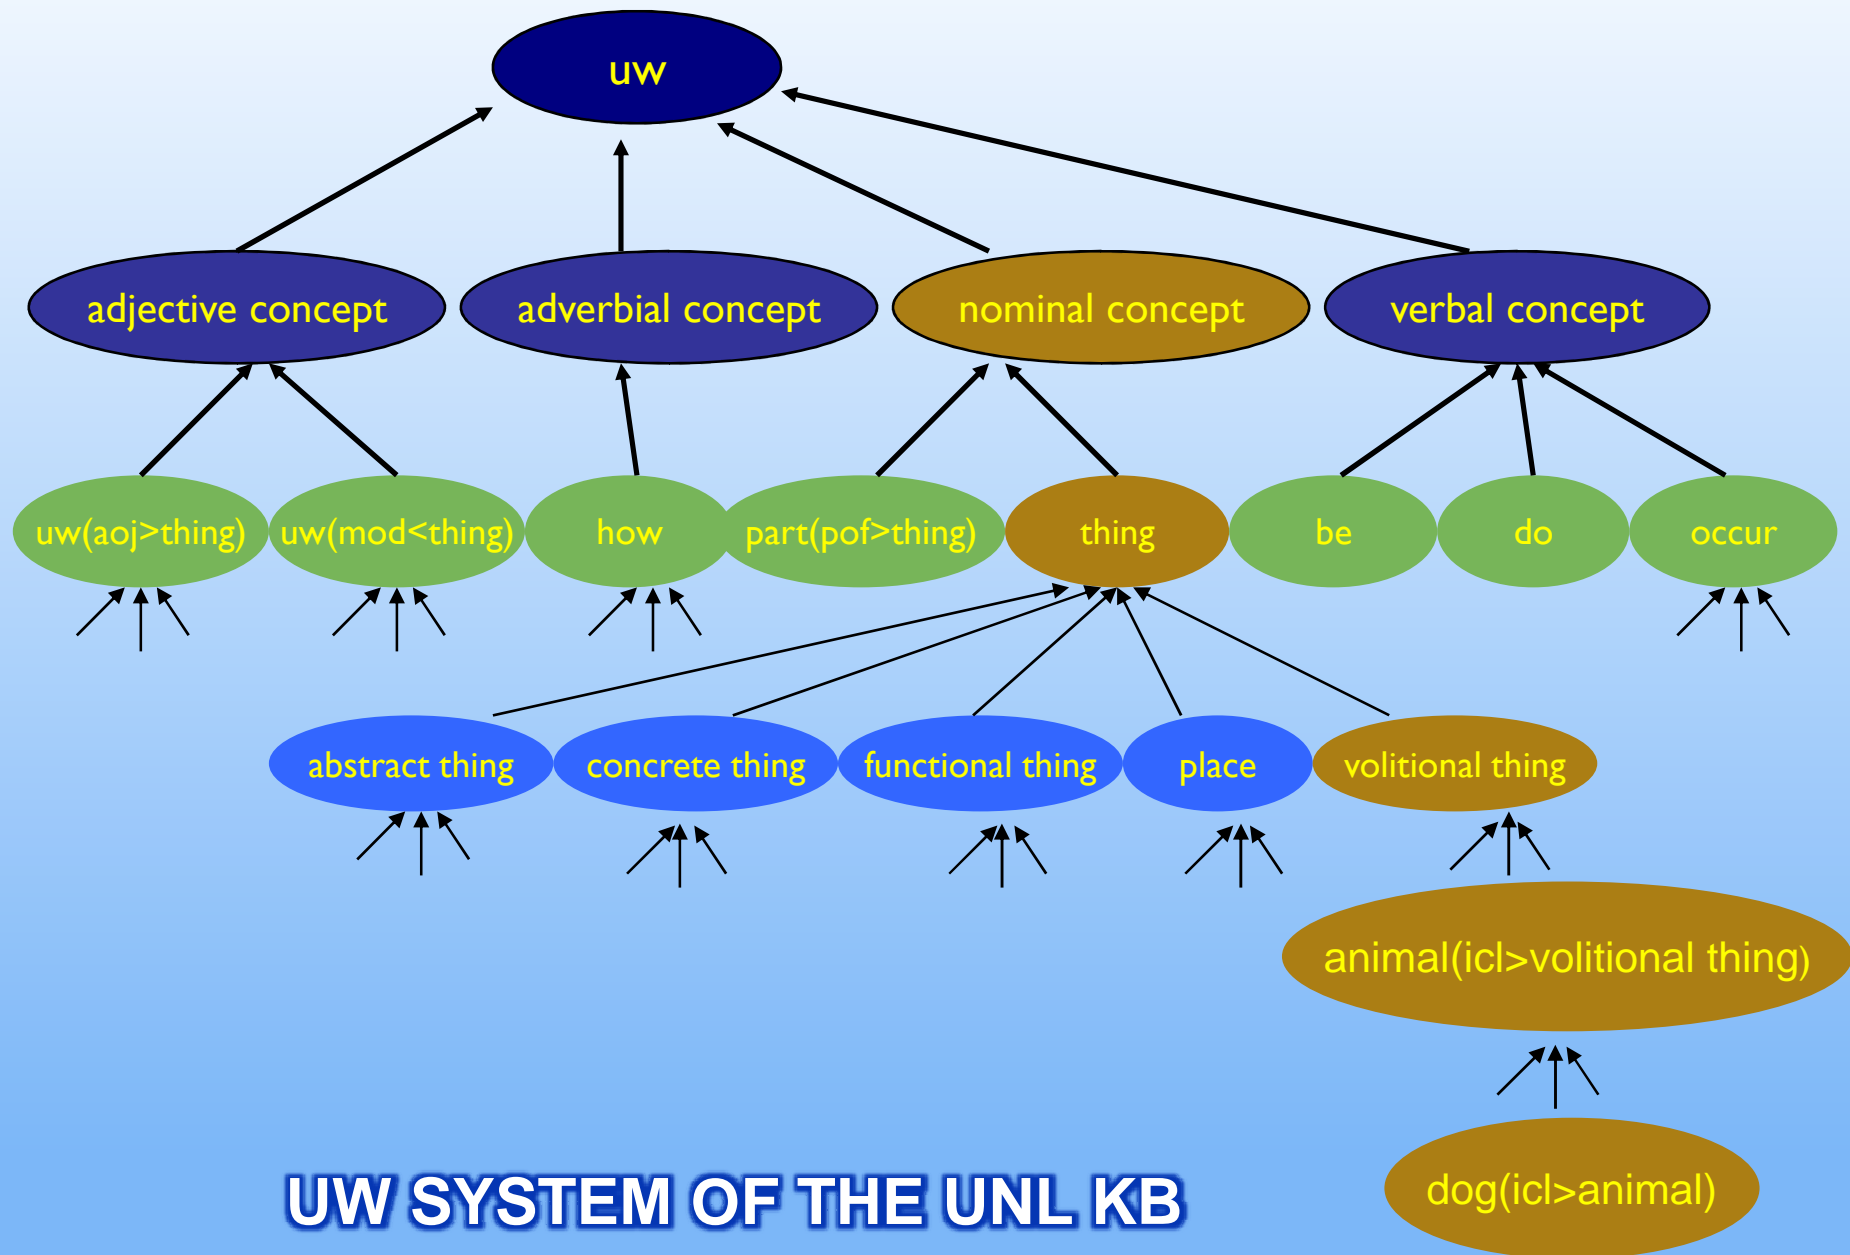 uw
adjective concept
adverbial concept
nominal concept
verbal concept
uw(aoj>thing)
uw(mod<thing)
how
part(pof>thing)
thing
be
do
occur
abstract thing
concrete thing
functional thing
place
volitional thing
animal(icl>volitional thing)
dog(icl>animal)
UW SYSTEM OF THE UNL KB